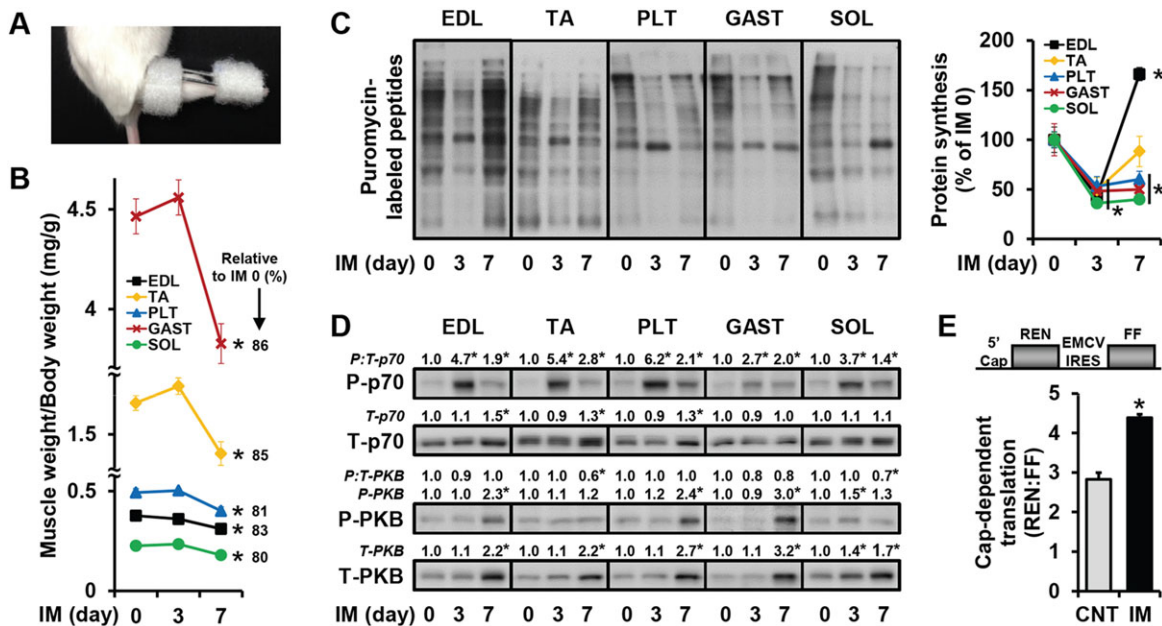 A
B
Muscle weight/Body weight (mg/g)
4.5
4
1.5
0.5
0
EDL
TA
PLT
GAST
SOL
Relative
to IM 0 (%)
* 86
* 85
* 81
* 83
* 80
IM (day) 0 3 7
C
EDL TA PLT GAST SOL
Puromycin-
labeled peptides
IM (day) 0 3 7 0 3 7 0 3 7 0 3 7 0 3 7
Protein synthesis
(% of IM 0)
200
150
100
50
0
EDL
TA
PLT
GAST
SOL
*
*
*
IM (day) 0 3 7
D
EDL TA PLT GAST SOL
P:T-p70 1.0 4.7* 1.9* 1.0 5.4* 2.8* 1.0 6.2* 2.1* 1.0 2.7* 2.0* 1.0 3.7* 1.4*
P-p70
T-p70 1.0 1.1 1.5* 1.0 0.9 1.3* 1.0 0.9 1.3* 1.0 0.9 1.0 1.0 1.1 1.1
T-p70
P:T-PKB 1.0 0.9 1.0 1.0 1.0 0.6* 1.0 1.0 1.0 1.0 0.8 0.8 1.0 1.0 0.7*
P-PKB 1.0 1.0 2.3* 1.0 1.1 1.2 1.0 1.2 2.4* 1.0 0.9 3.0* 1.0 1.5* 1.3
P-PKB
T-PKB 1.0 1.1 2.2* 1.0 1.1 2.2* 1.0 1.1 2.7* 1.0 1.1 3.2* 1.0 1.4* 1.7*
T-PKB
IM (day) 0 3 7 0 3 7 0 3 7 0 3 7 0 3 7
E
5'
Cap
REN
EMCV
IRES
FF
Cap-dependent
translation
(REN:FF)
5
4
3
2
1
0
*
CNT IM